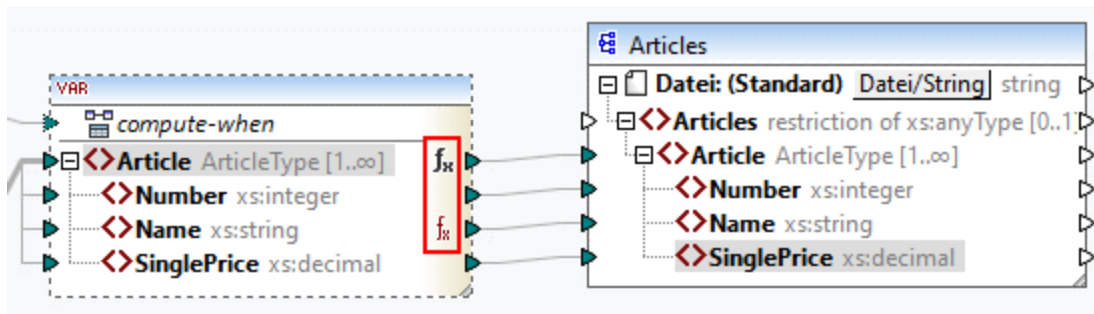 VAR
compute-when
Article ArticleType [1..∞] fx
Number xs:integer
Name xs:string fx
SinglePrice xs:decimal
Articles
Datei: (Standard) Datei/String string
Articles restriction of xs:anyType [0..1]
Article ArticleType [1..∞]
Number xs:integer
Name xs:string
SinglePrice xs:decimal